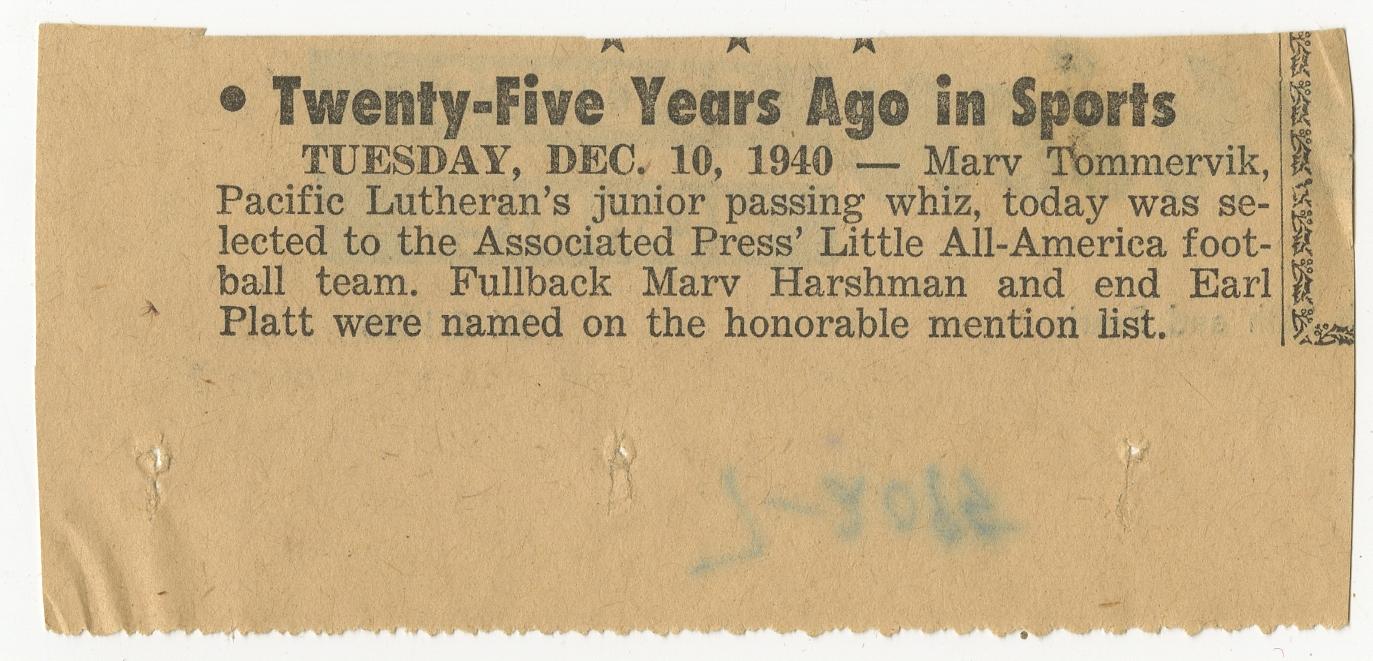 • Twenty-Five Years Ago in Sports
TUESDAY, DEC. 10, 1940 — Marv Tommervik,
Pacific Lutheran's junior passing whiz, today was se-
lected to the Associated Press' Little All-America foot-
ball team. Fullback Marv Harshman and end Earl
Platt were named on the honorable mention list.